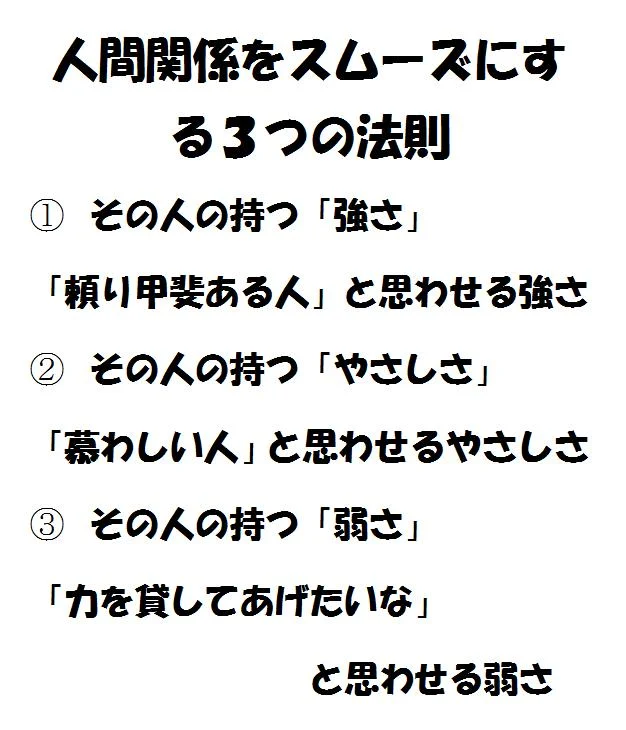 人間関係をスムーズにす
る３つの法則
① その人の持つ「強さ」
「頼り甲斐ある人」と思わせる強さ
② その人の持つ「やさしさ」
「慕わしい人」と思わせるやさしさ
③ その人の持つ「弱さ」
「力を貸してあげたいな」
と思わせる弱さ